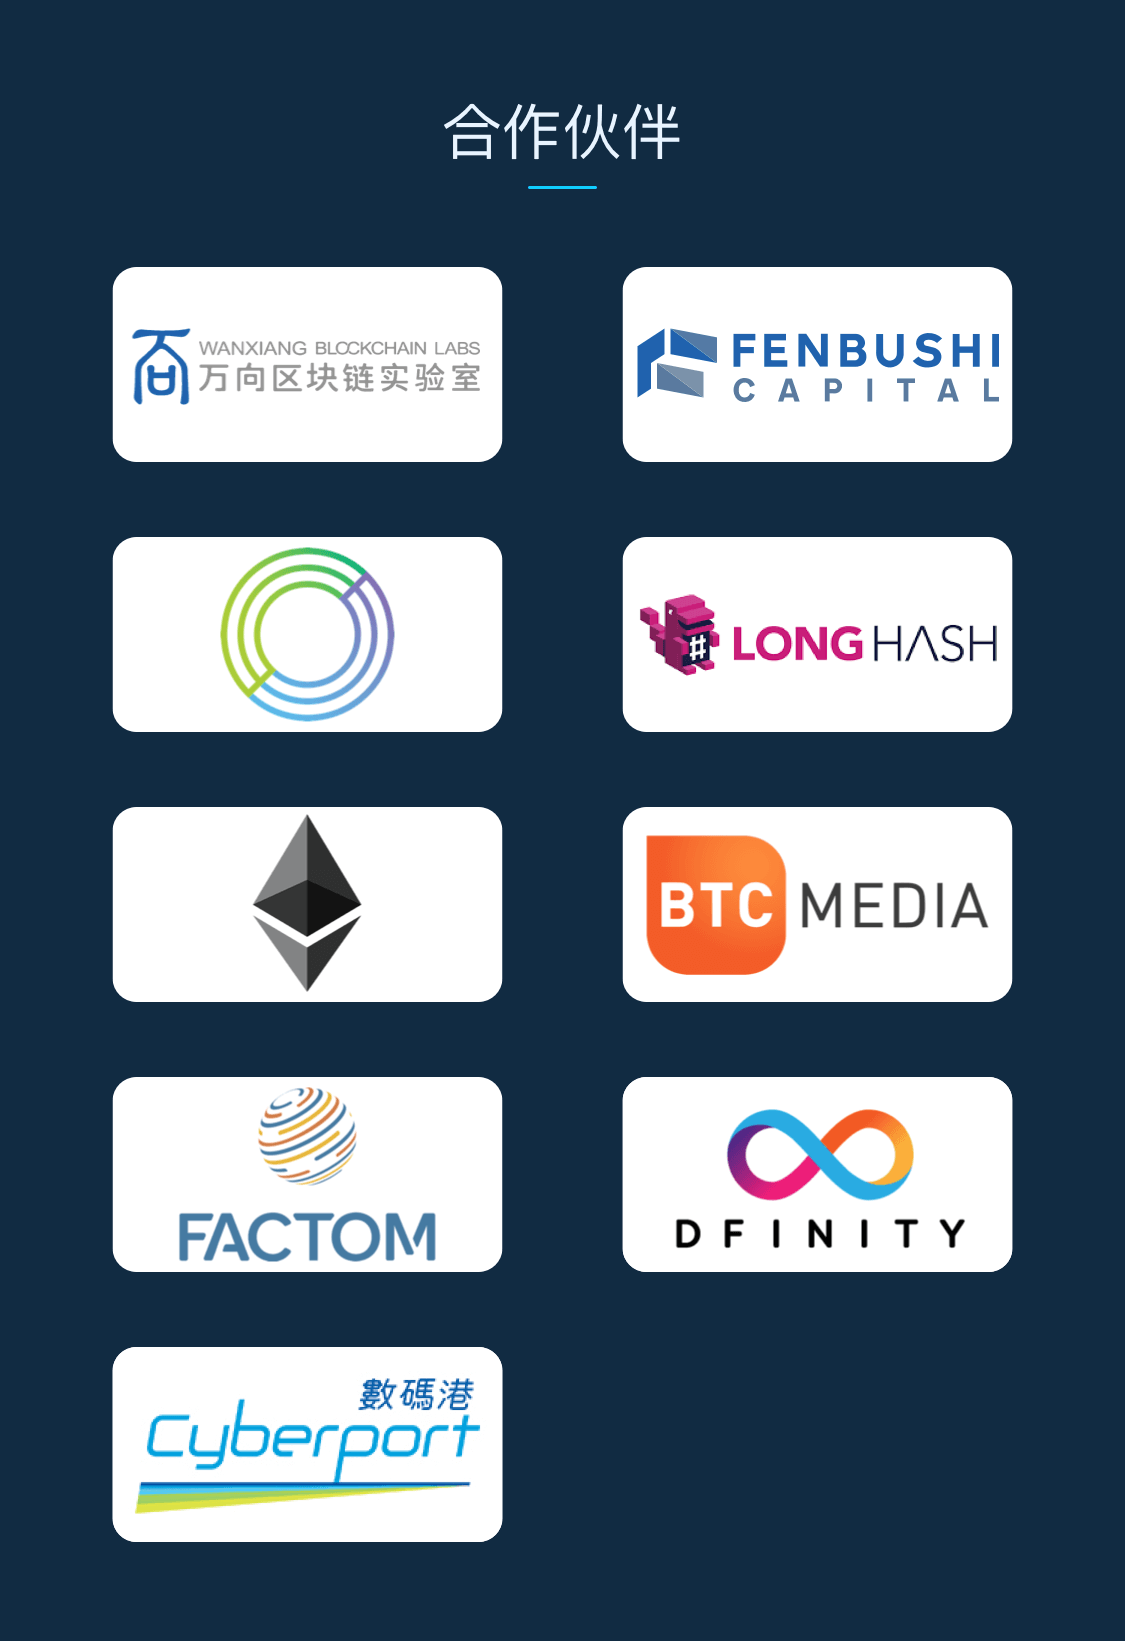 合作伙伴
WANXIANG BLOCKCHAIN LABS
万向区块链实验室
FENBUSHI
CAPITAL
LONGHASH
BTC MEDIA
FACTOM
DFINITY
數碼港
Cyberport